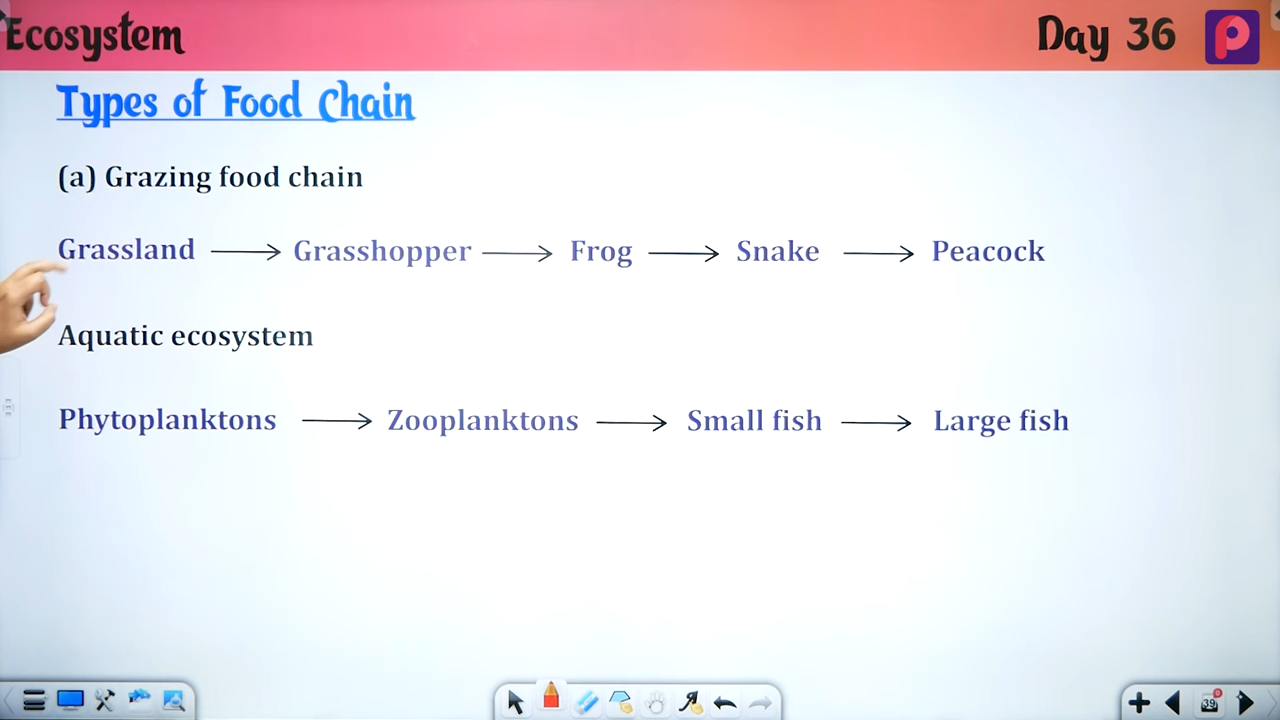 Ecosystem Day 36
Types of Food Chain
(a) Grazing food chain
Grassland → Grasshopper → Frog → Snake → Peacock
Aquatic ecosystem
Phytoplanktons → Zooplanktons → Small fish → Large fish
39